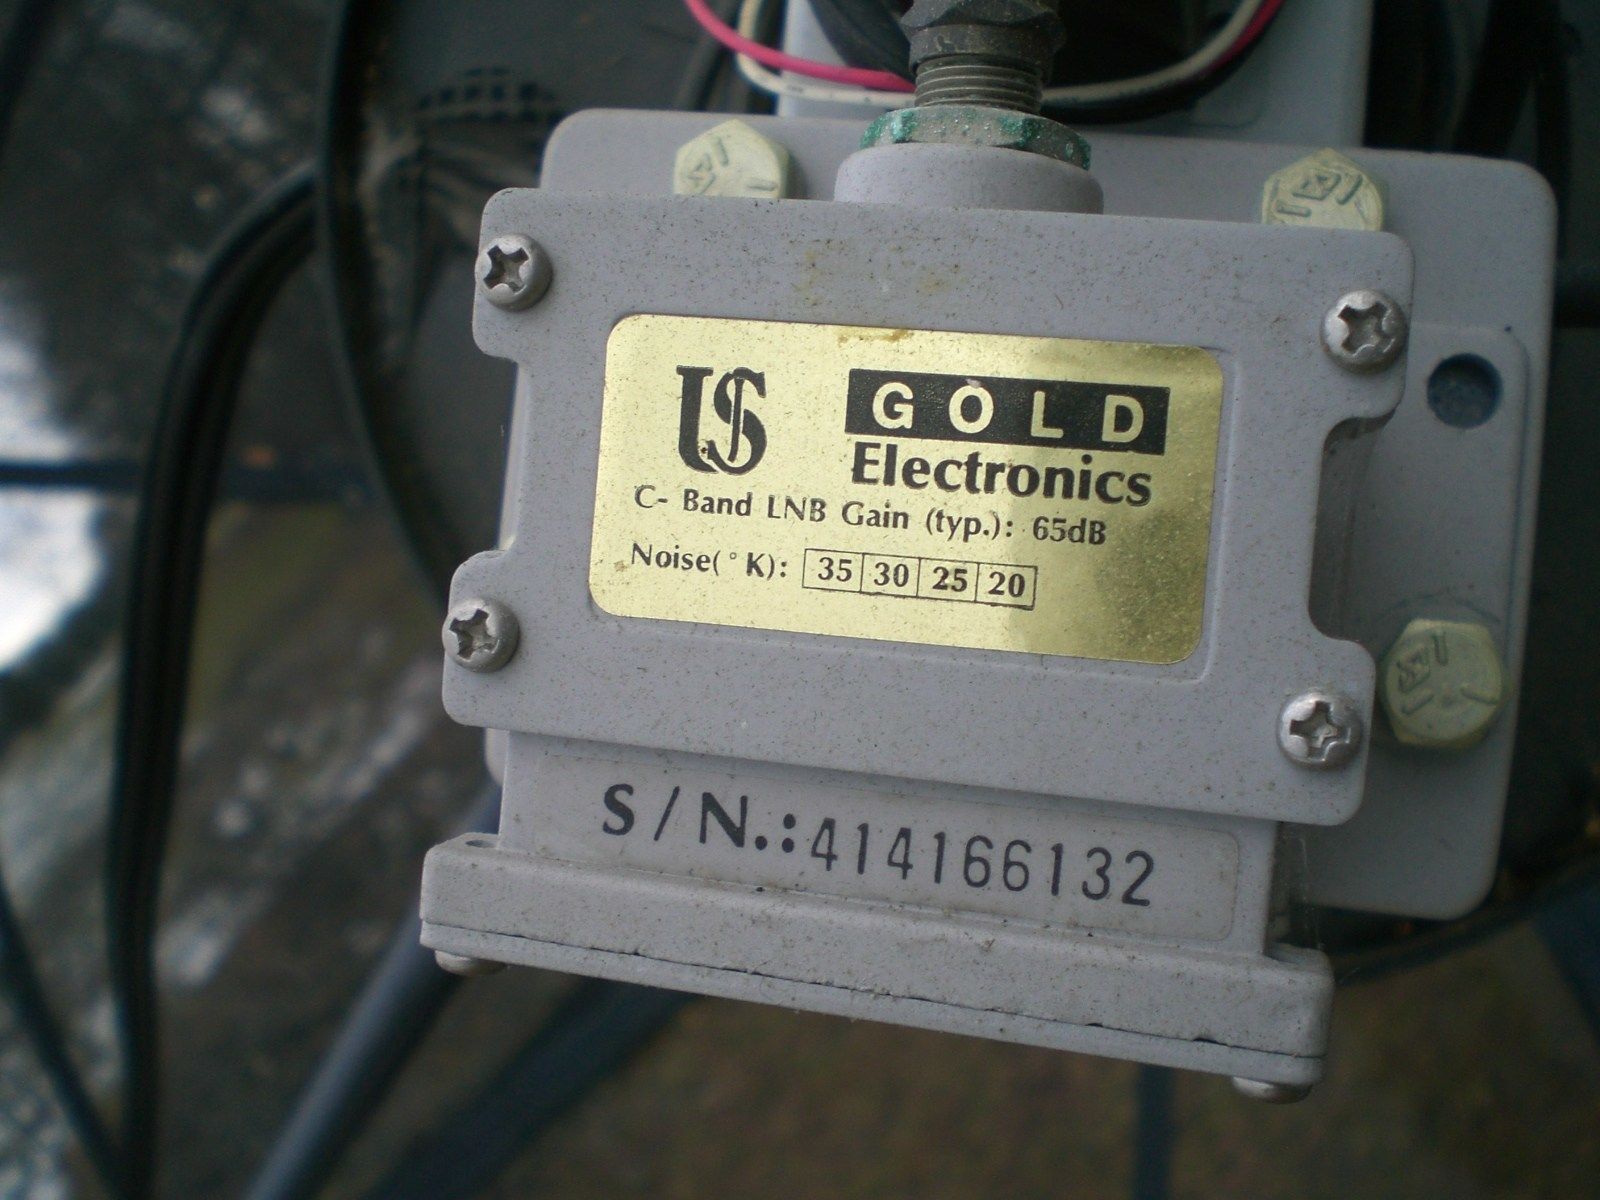 US GOLD
Electronics
C- Band LNB Gain (typ.): 65dB
Noise(°K): 35 30 25 20
S/N.:414166132